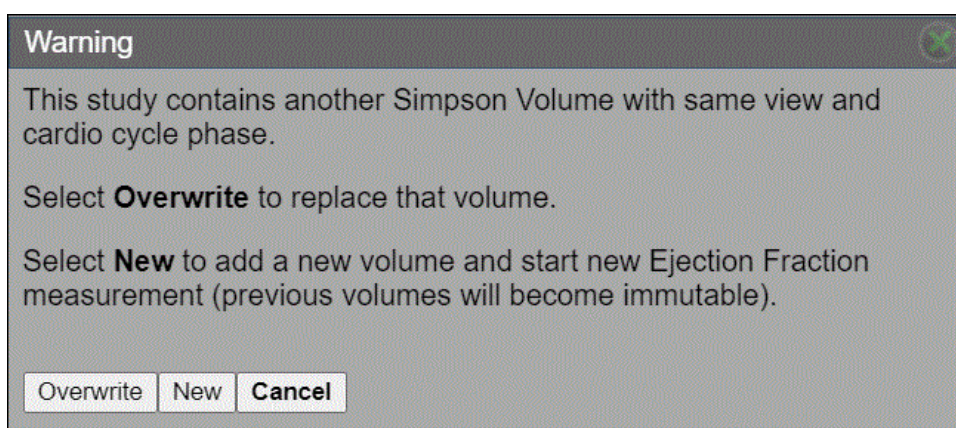 Warning
This study contains another Simpson Volume with same view and
cardio cycle phase.
Select Overwrite to replace that volume.
Select New to add a new volume and start new Ejection Fraction
measurement (previous volumes will become immutable).
Overwrite New Cancel